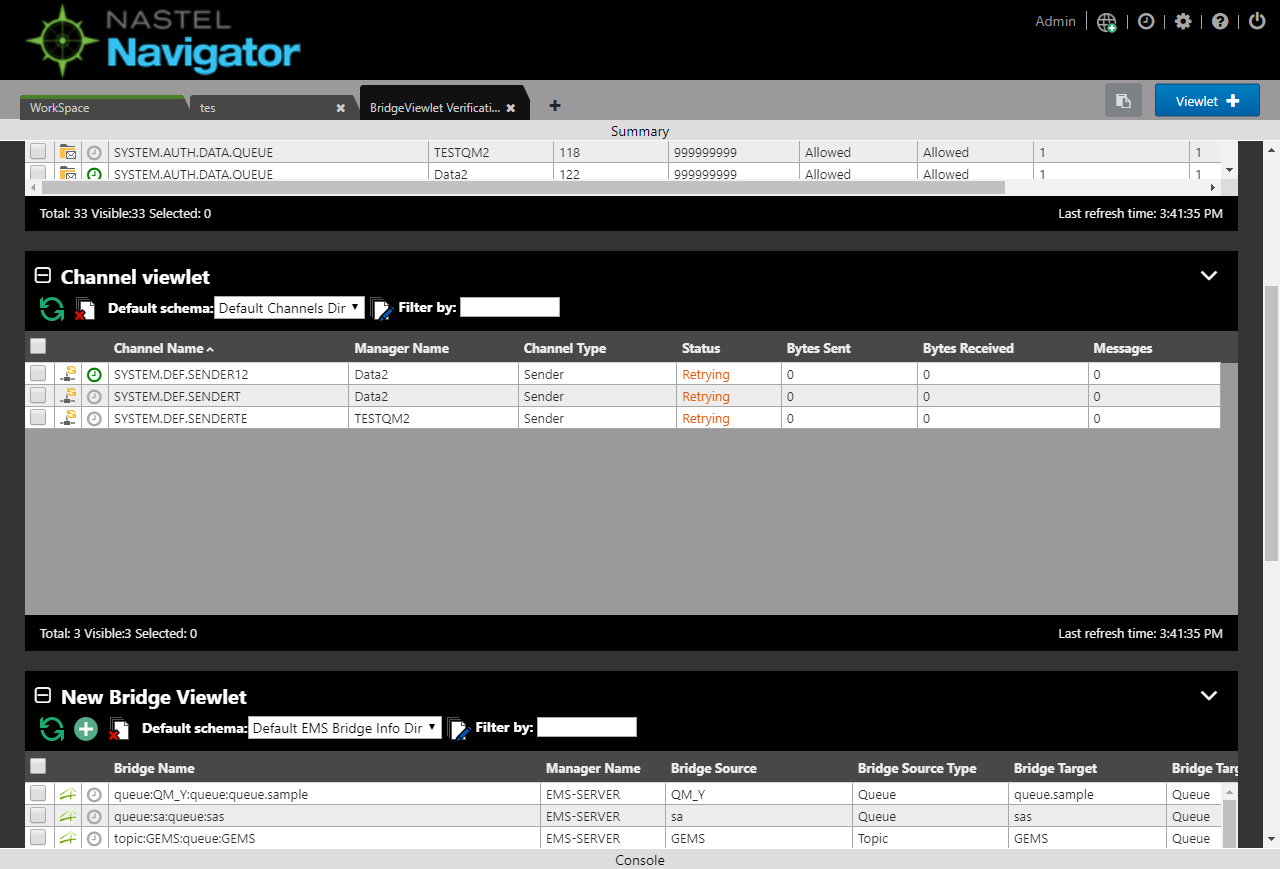 NASTEL
Navigator
Admin
WorkSpace
tes
BridgeViewlet Verificati...
Viewlet
Summary
SYSTEM.AUTH.DATA.QUEUE TESTQM2 118 999999999 Allowed Allowed 1 1
SYSTEM.AUTH.DATA.QUEUE Data2 122 999999999 Allowed Allowed 1 1
Total: 33 Visible:33 Selected: 0 Last refresh time: 3:41:35 PM
Channel viewlet
Default schema: Default Channels Dir Filter by:
Channel Name Manager Name Channel Type Status Bytes Sent Bytes Received Messages
SYSTEM.DEF.SENDER12 Data2 Sender Retrying 0 0 0
SYSTEM.DEF.SENDERT Data2 Sender Retrying 0 0 0
SYSTEM.DEF.SENDERTE TESTQM2 Sender Retrying 0 0 0
Total: 3 Visible:3 Selected: 0 Last refresh time: 3:41:35 PM
New Bridge Viewlet
Default schema: Default EMS Bridge Info Dir Filter by:
Bridge Name Manager Name Bridge Source Bridge Source Type Bridge Target Bridge Targ
queue:QM_Y:queue:queue.sample EMS-SERVER QM_Y Queue queue.sample Queue
queue:sa:queue:sas EMS-SERVER sa Queue sas Queue
topic:GEMS:queue:GEMS EMS-SERVER GEMS Topic GEMS Queue
Console